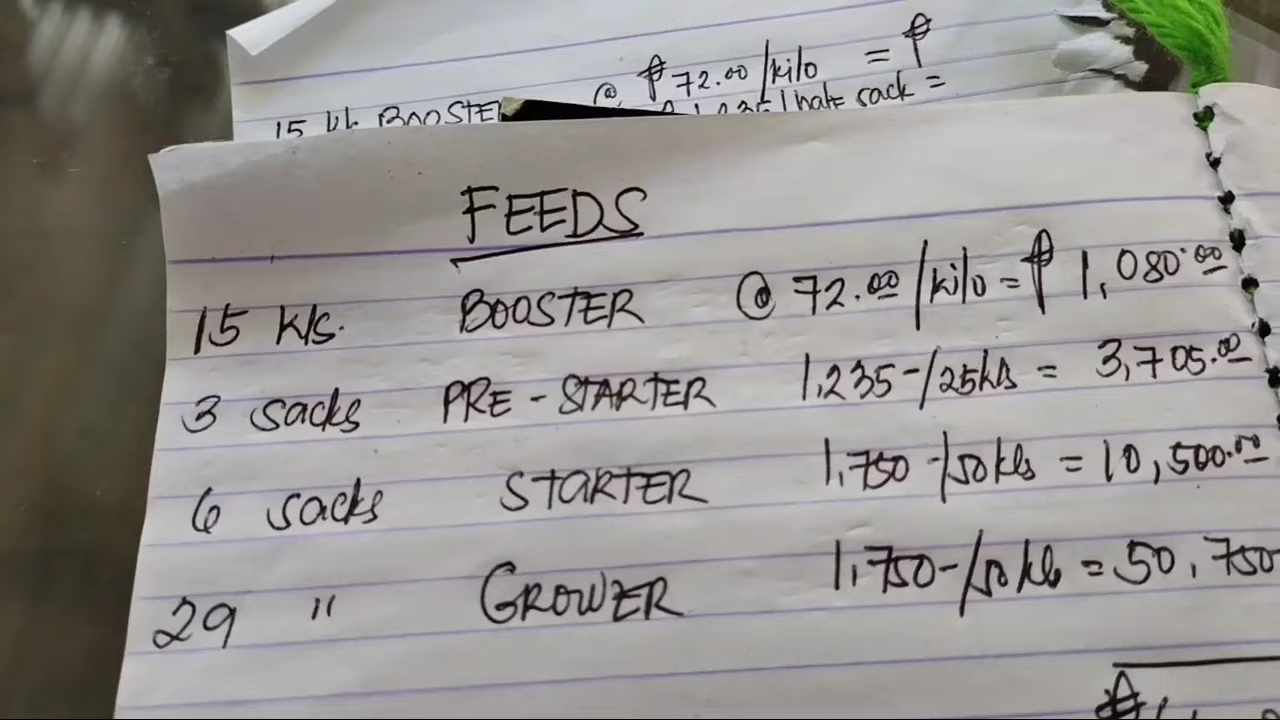 @ ₱ 72.00 /kilo = ₱
15 kls BOOSTER
sack =
FEEDS
15 kls. BOOSTER @ 72.00 /kilo = ₱ 1,080.00
3 sacks PRE-STARTER 1,235-/25kls = 3,705.00
6 sacks STARTER 1,750-/50kls = 10,500.00
29 " GROWER 1,750-/50kls = 50,750
₱